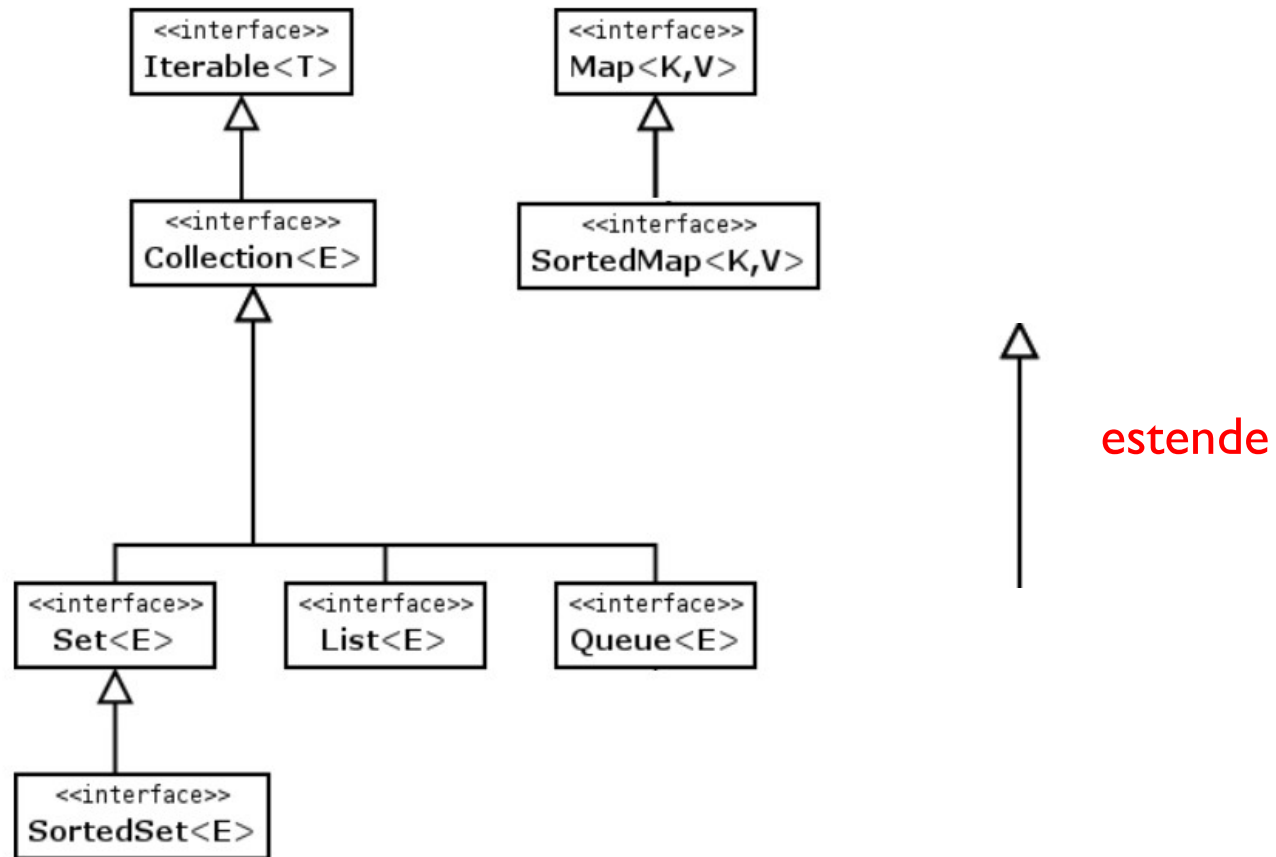 <<interface>>
Iterable<T>
<<interface>>
Map<K,V>
<<interface>>
Collection<E>
<<interface>>
SortedMap<K,V>
estende
<<interface>>
Set<E>
<<interface>>
List<E>
<<interface>>
Queue<E>
<<interface>>
SortedSet<E>